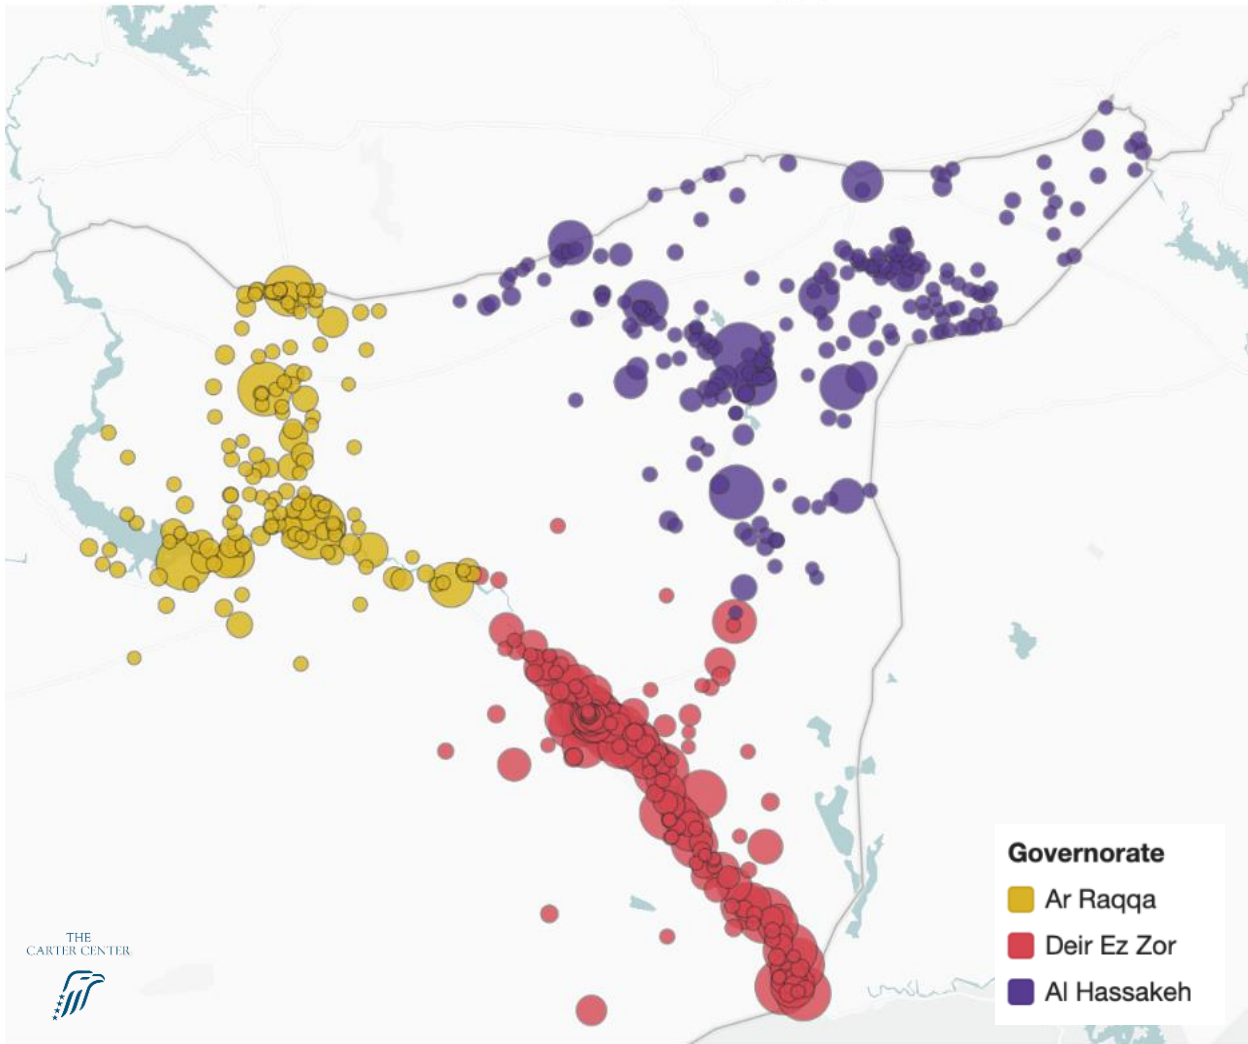 Governorate
Ar Raqqa
Deir Ez Zor
Al Hassakeh
THE
CARTER CENTER